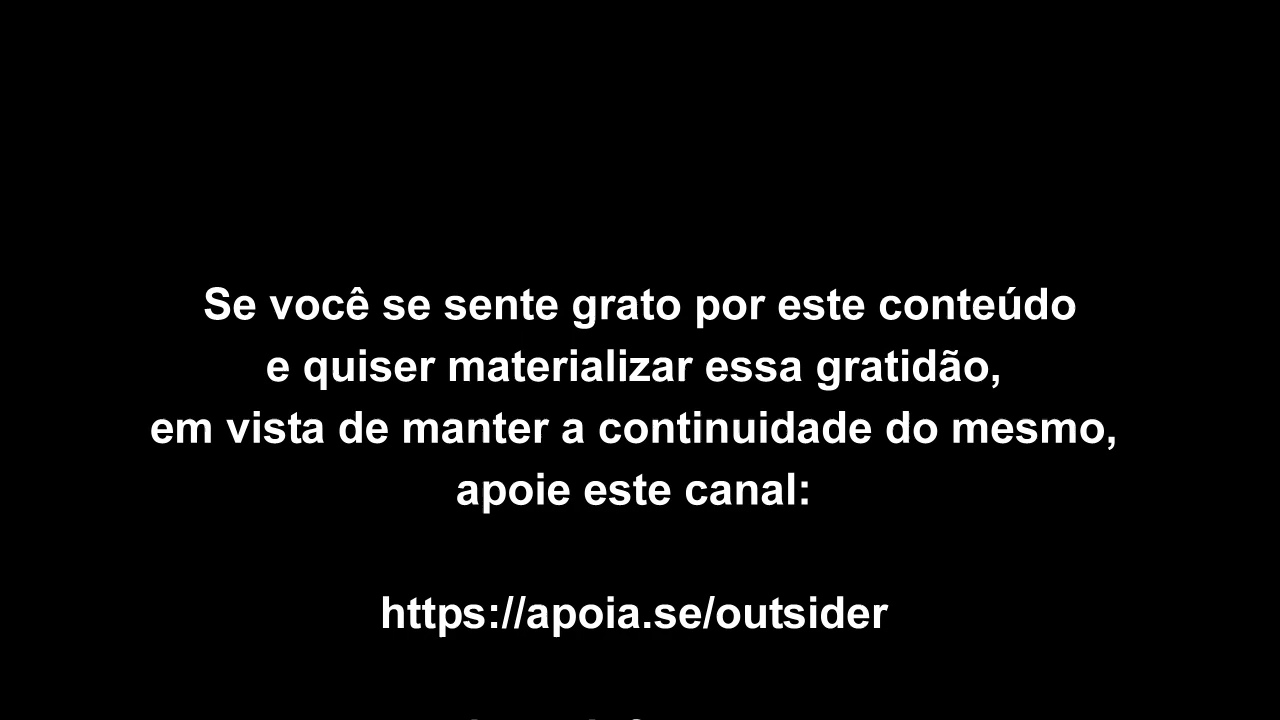 Se você se sente grato por este conteúdo
e quiser materializar essa gratidão,
em vista de manter a continuidade do mesmo,
apoie este canal:
https://apoia.se/outsider